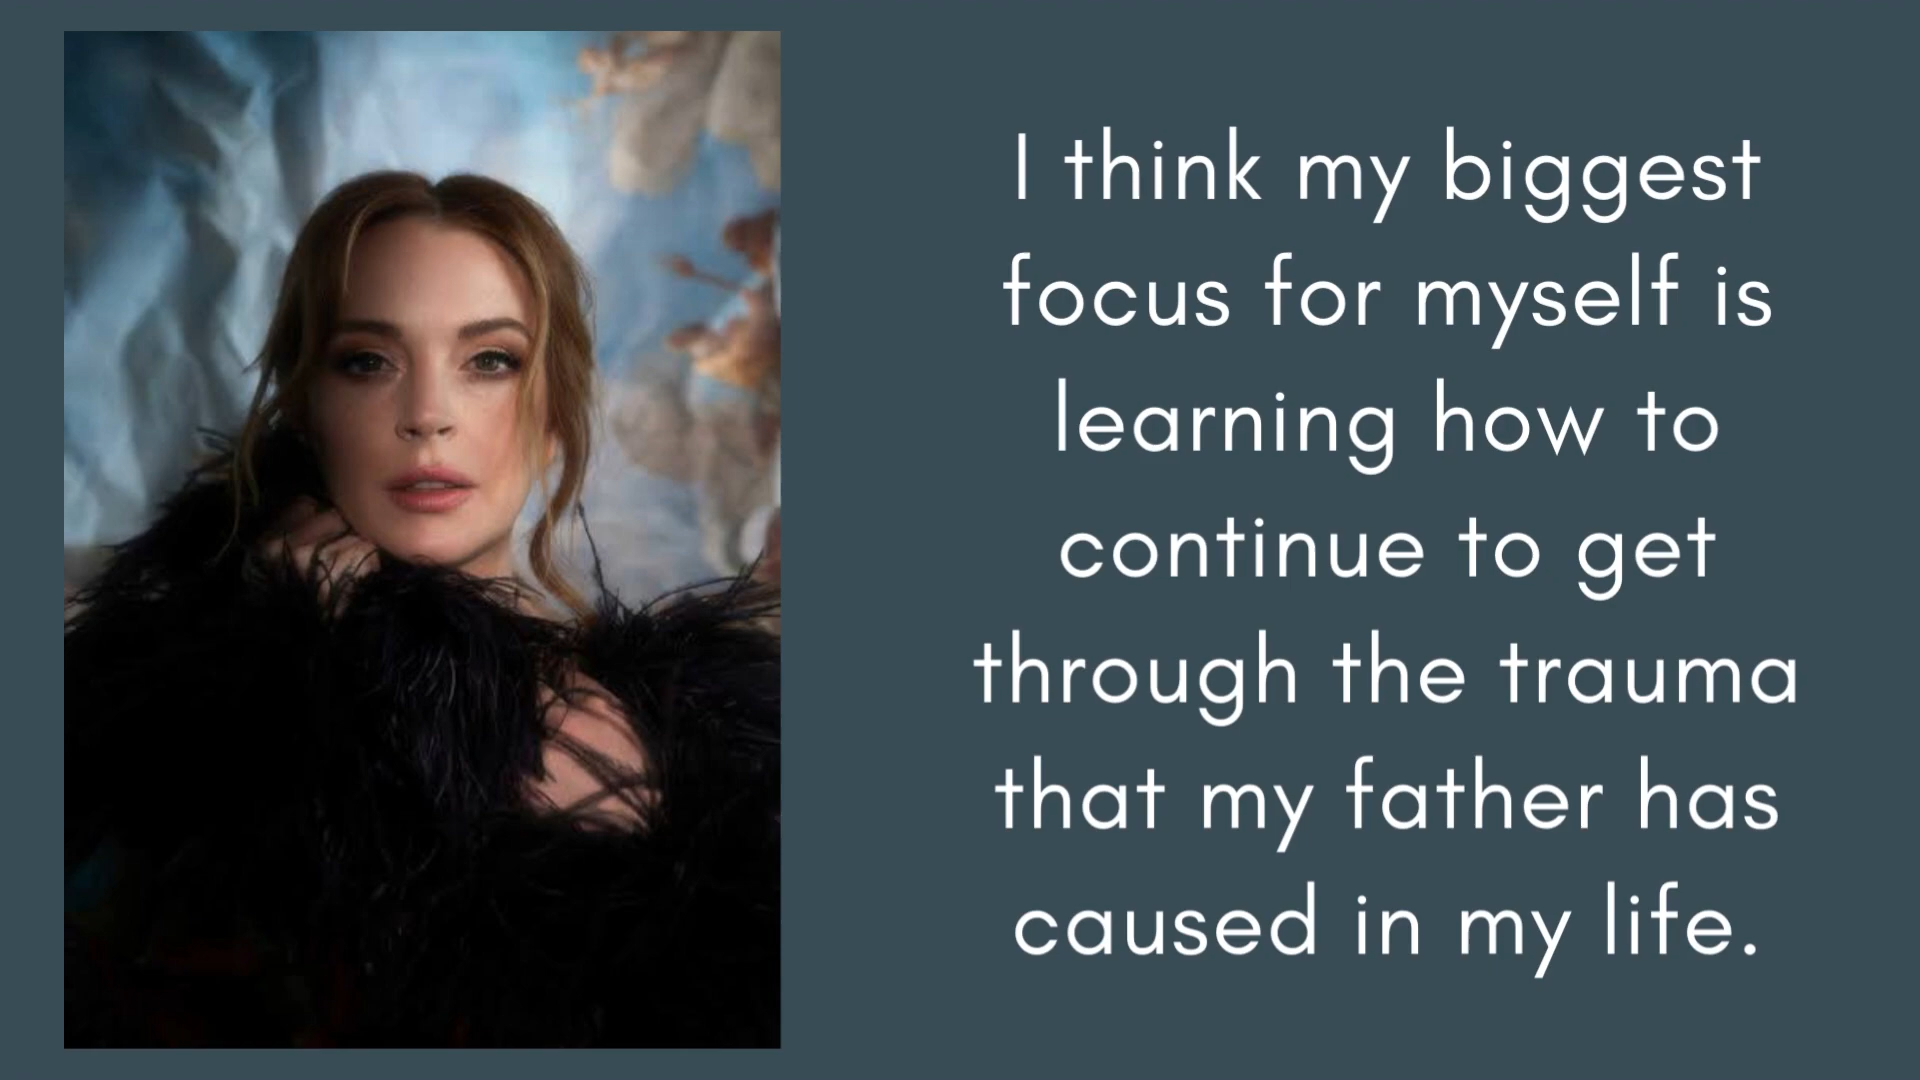 I think my biggest
focus for myself is
learning how to
continue to get
through the trauma
that my father has
caused in my life.